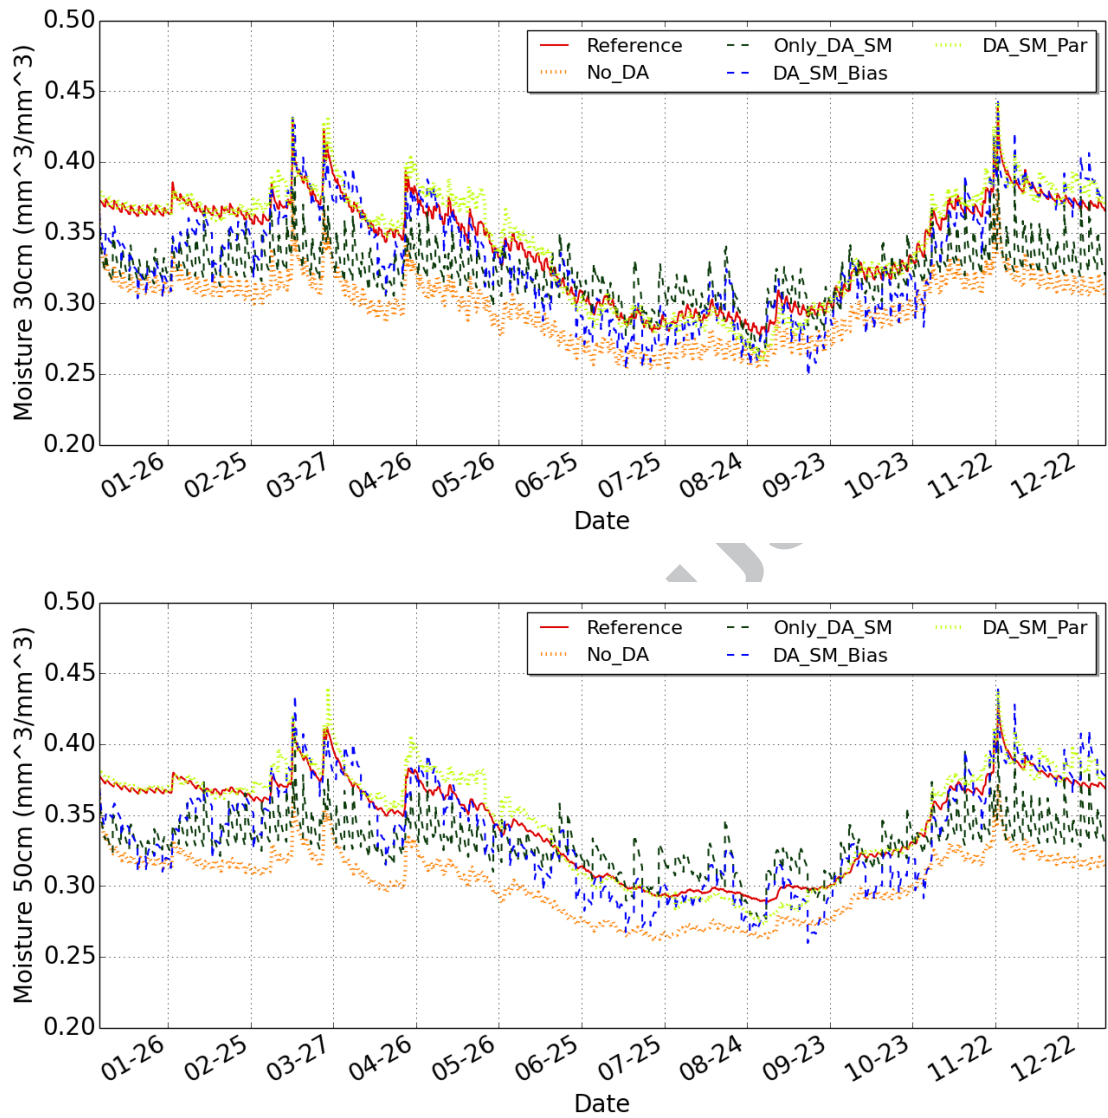 Moisture 30cm (mm^3/mm^3)
0.50
0.45
0.40
0.35
0.30
0.25
0.20
Reference
No_DA
Only_DA_SM
DA_SM_Bias
DA_SM_Par
01-26
02-25
03-27
04-26
05-26
06-25
07-25
08-24
09-23
10-23
11-22
12-22
Date
Moisture 50cm (mm^3/mm^3)
0.50
0.45
0.40
0.35
0.30
0.25
0.20
Reference
No_DA
Only_DA_SM
DA_SM_Bias
DA_SM_Par
01-26
02-25
03-27
04-26
05-26
06-25
07-25
08-24
09-23
10-23
11-22
12-22
Date